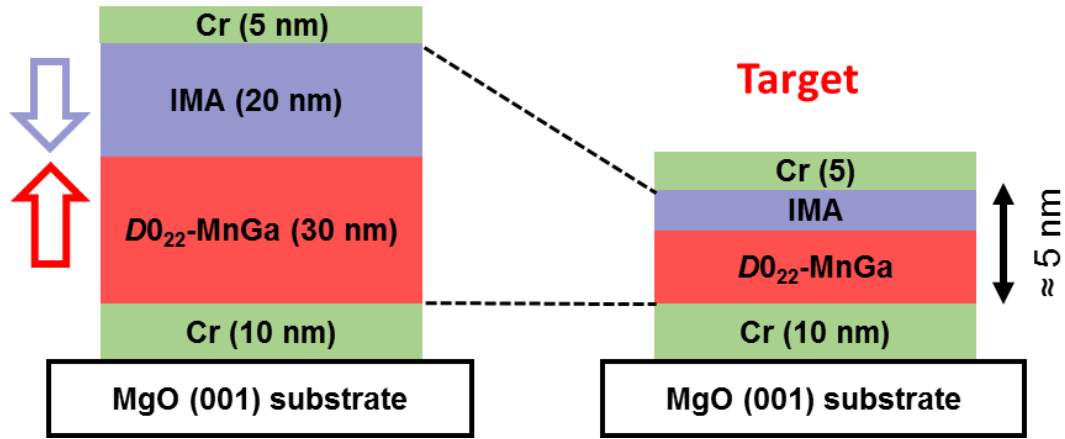 Cr (5 nm)
IMA (20 nm)
D0₂₂-MnGa (30 nm)
Cr (10 nm)
MgO (001) substrate
Target
Cr (5)
IMA
D0₂₂-MnGa
Cr (10 nm)
MgO (001) substrate
≈ 5 nm